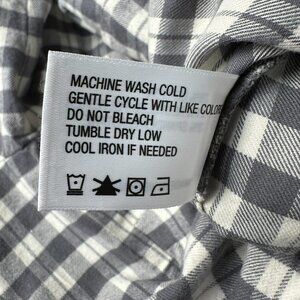 MACHINE WASH COLD
GENTLE CYCLE WITH LIKE COLORS
DO NOT BLEACH
TUMBLE DRY LOW
COOL IRON IF NEEDED